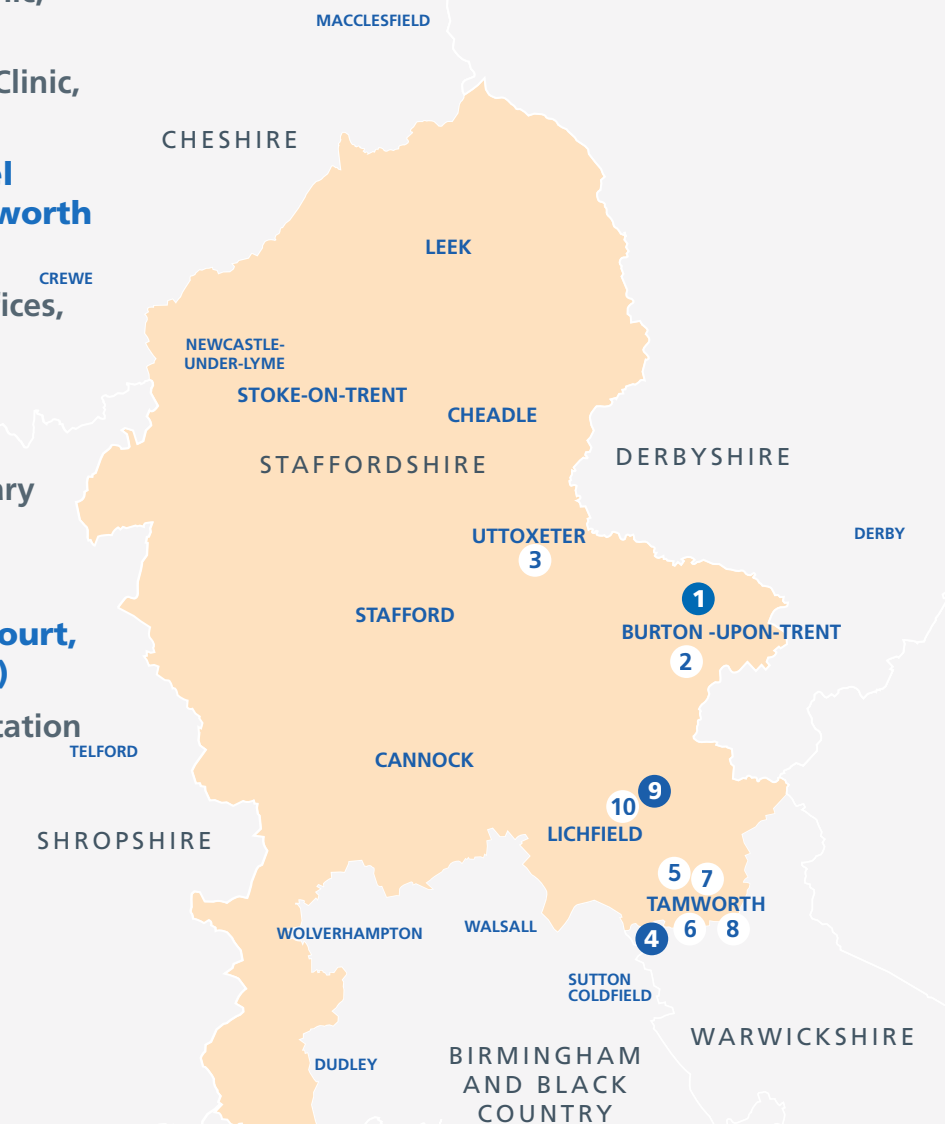 MACCLESFIELD
Clinic,
CHESHIRE
worth
LEEK
CREWE
ices,
NEWCASTLE-
UNDER-LYME
STOKE-ON-TRENT
CHEADLE
DERBYSHIRE
STAFFORDSHIRE
ary
UTTOXETER
DERBY
3
1
STAFFORD
BURTON -UPON-TRENT
ourt,
2
)
tation
TELFORD
CANNOCK
9
10
LICHFIELD
SHROPSHIRE
5
7
TAMWORTH
WALSALL
6
8
WOLVERHAMPTON
4
SUTTON
COLDFIELD
WARWICKSHIRE
BIRMINGHAM
AND BLACK
COUNTRY
DUDLEY